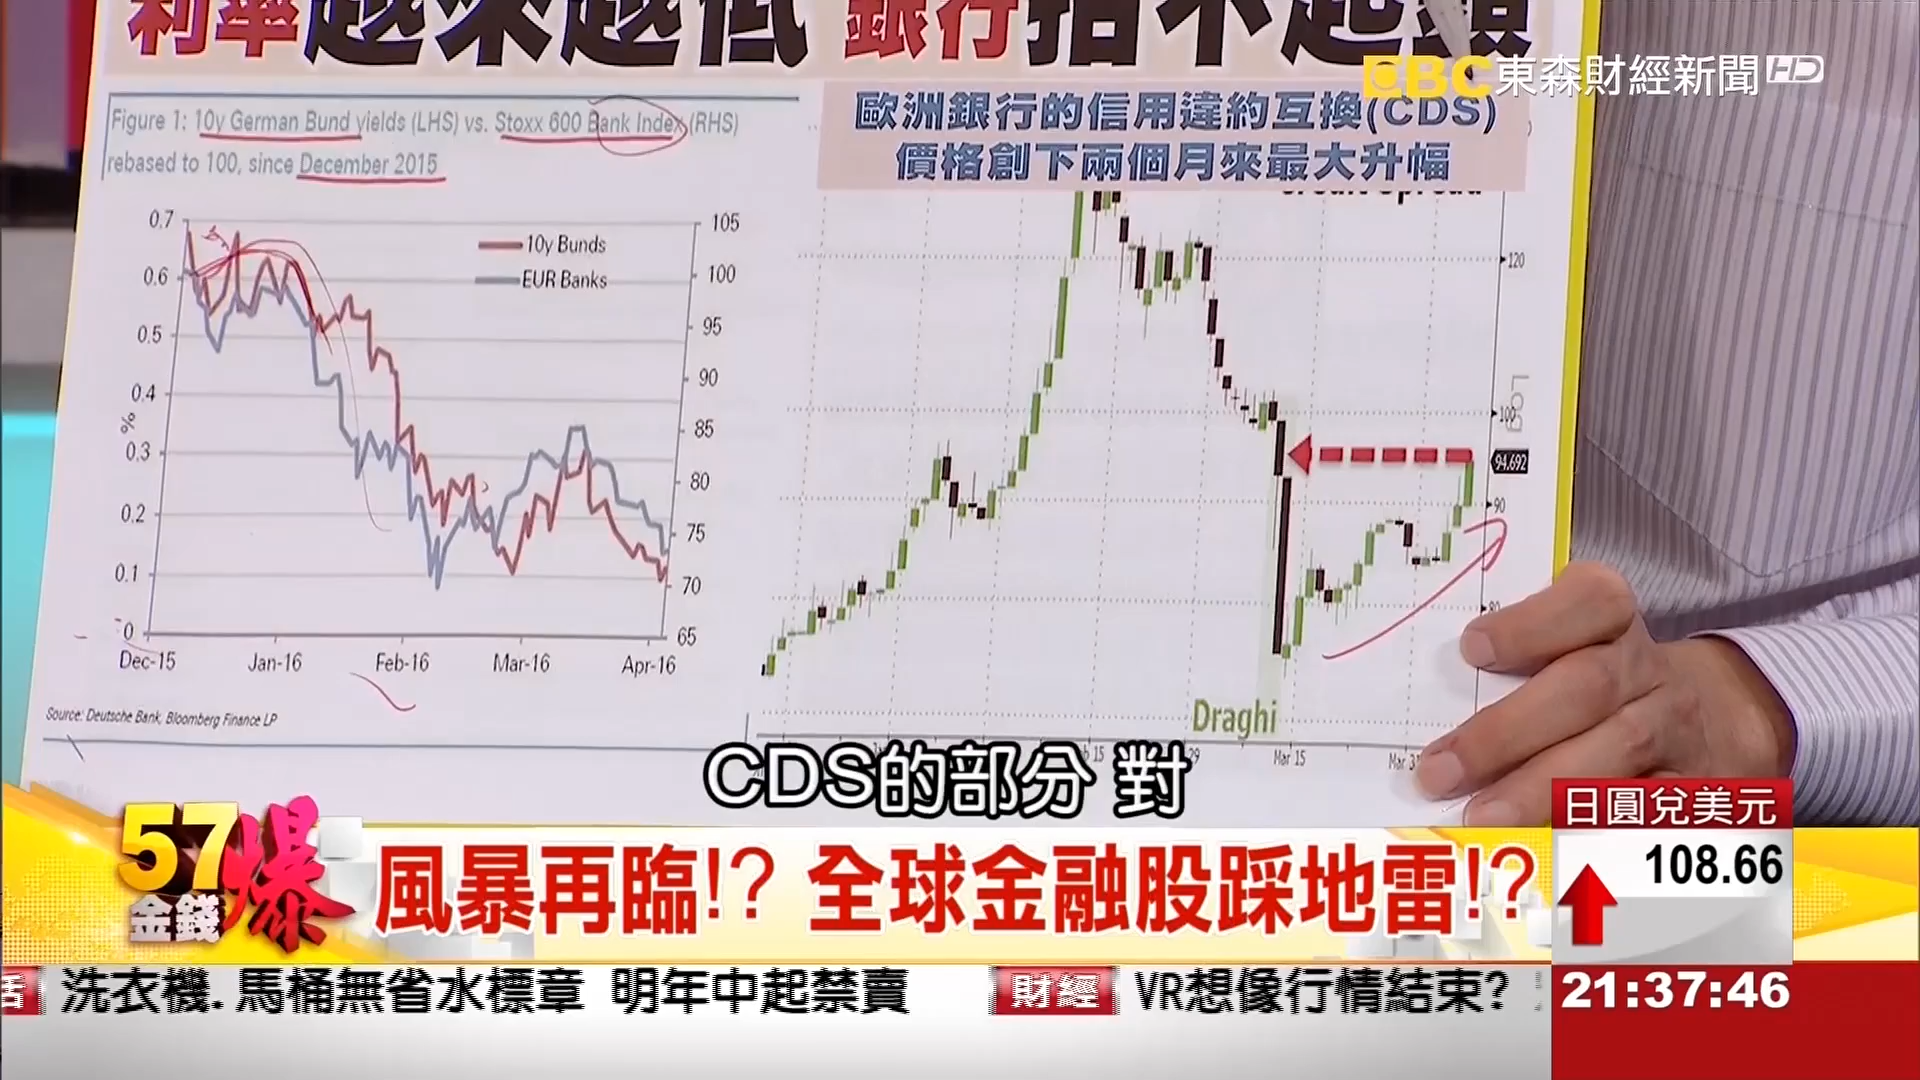 利率越來越低 銀行抬不起頭
EBC東森財經新聞HD
Figure 1: 10y German Bund yields (LHS) vs. Stoxx 600 Bank Index (RHS)
rebased to 100, since December 2015
歐洲銀行的信用違約互換(CDS)
價格創下兩個月來最大升幅
Credit Spread
0.7
0.6
0.5
0.4
0.3
0.2
0.1
0
%
105
100
95
90
85
80
75
70
65
10y Bunds
EUR Banks
Dec-15
Jan-16
Feb-16
Mar-16
Apr-16
Source: Deutsche Bank, Bloomberg Finance LP
120
100
94.692
90
80
Draghi
15
29
Mar 15
Mar 31
CDS的部分 對
57
金錢
爆
風暴再臨!? 全球金融股踩地雷!?
日圓兌美元
108.66
洗衣機.馬桶無省水標章 明年中起禁賣
財經
VR想像行情結束?
21:37:46